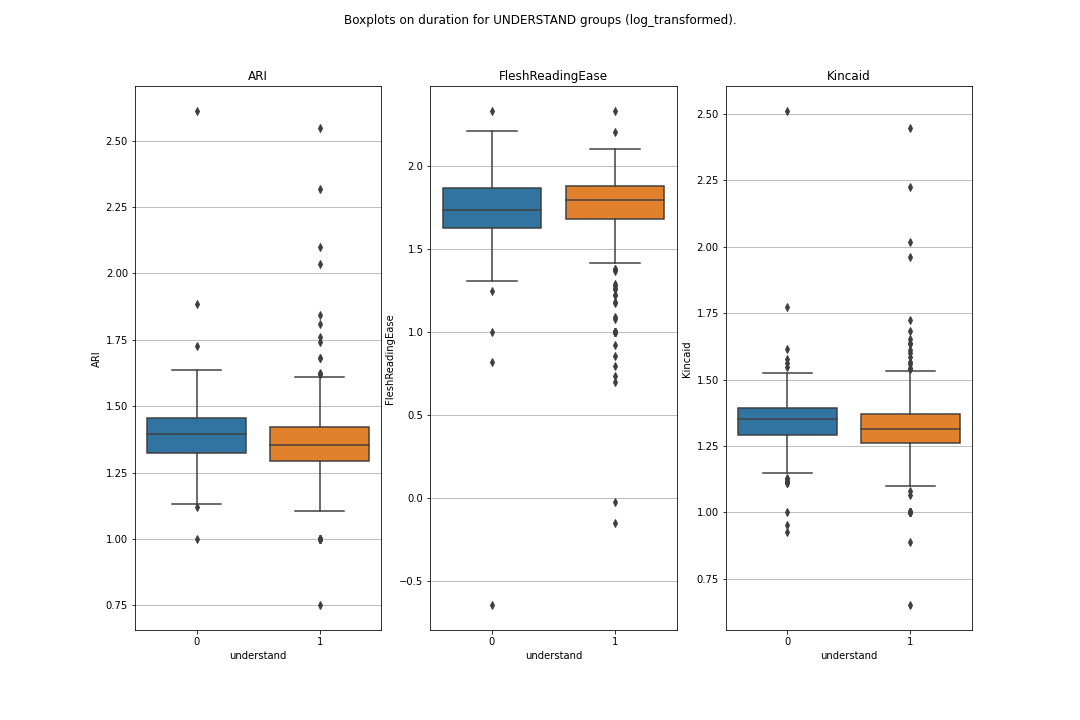 Boxplots on duration for UNDERSTAND groups (log_transformed).
ARI
FleshReadingEase
Kincaid
2.50
2.25
2.00
1.75
1.50
1.25
1.00
0.75
ARI
0
1
understand
2.0
1.5
1.0
0.5
0.0
−0.5
FleshReadingEase
0
1
understand
2.50
2.25
2.00
1.75
1.50
1.25
1.00
0.75
Kincaid
0
1
understand